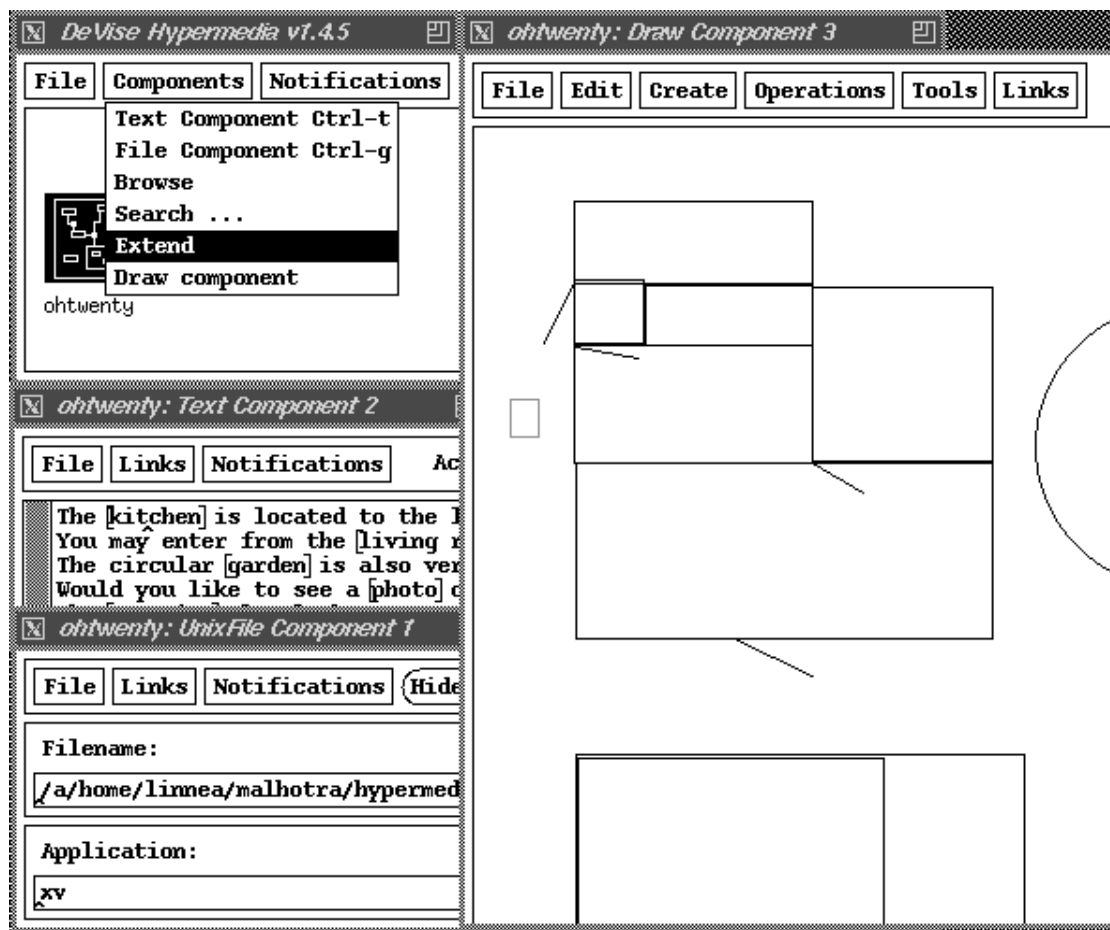 DeVise Hypermedia v1.4.5
File Components Notifications
Text Component Ctrl-t
File Component Ctrl-g
Browse
Search ...
Extend
Draw component
ohtwenty
ohtwenty: Text Component 2
File Links Notifications
The [kitchen] is located to the
You may enter from the [living
The circular [garden] is also
Would you like to see a [photo]
ohtwenty: UnixFile Component 1
File Links Notifications Hide
Filename:
/a/home/linnea/malhotra/hypermed
Application:
xv
ohtwenty: Draw Component 3
File Edit Create Operations Tools Links